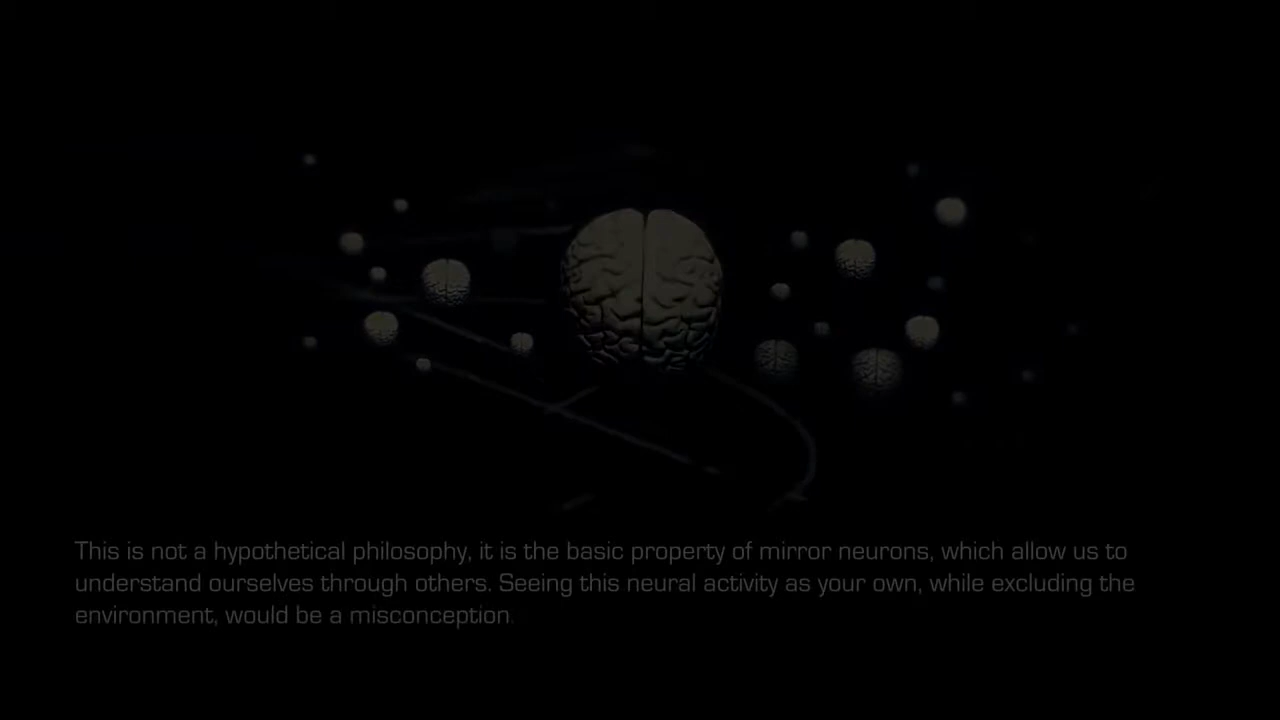 This is not a hypothetical philosophy, it is the basic property of mirror neurons, which allow us to
understand ourselves through others. Seeing this neural activity as your own, while excluding the
environment, would be a misconception.